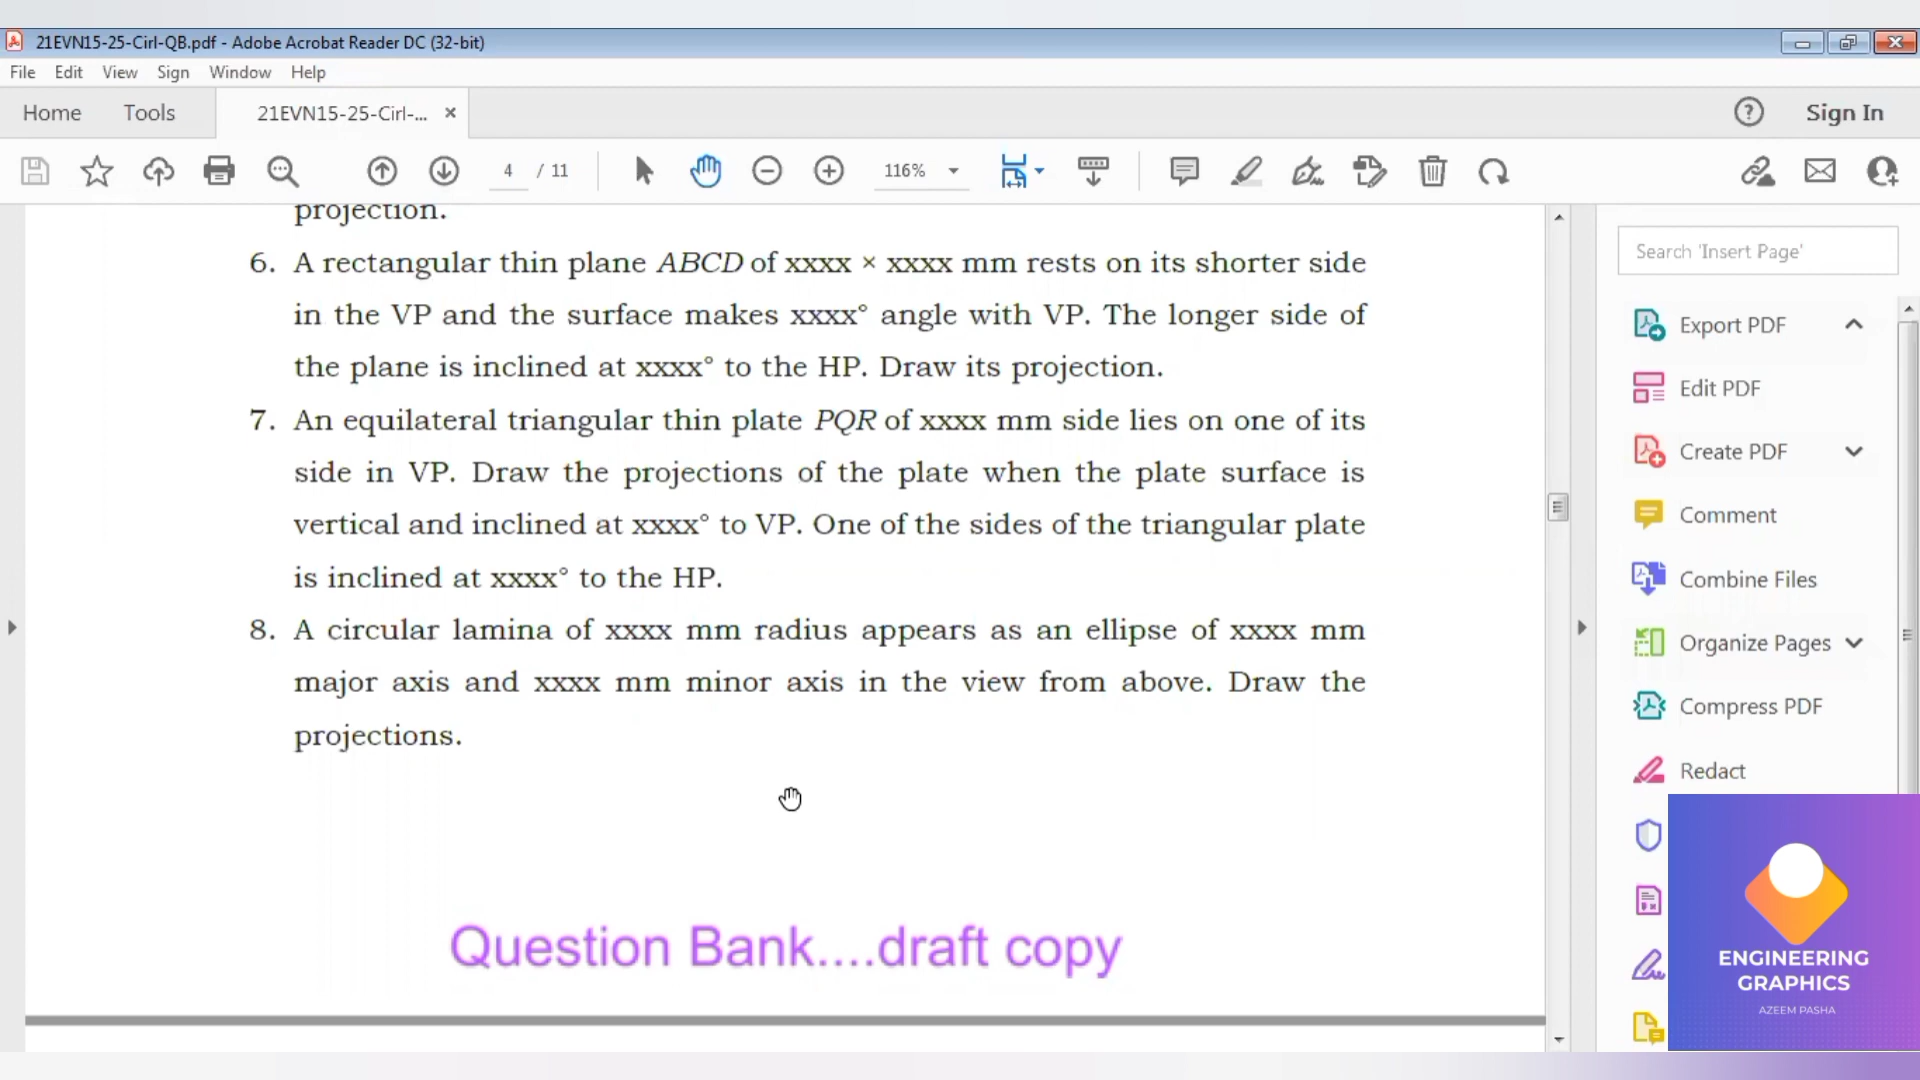 21EVN15-25-Cirl-QB.pdf - Adobe Acrobat Reader DC (32-bit)
File Edit View Sign Window Help
Home Tools 21EVN15-25-Cirl-... × ? Sign In
4 / 11 116%
projection.
6. A rectangular thin plane ABCD of xxxx × xxxx mm rests on its shorter side
in the VP and the surface makes xxxx° angle with VP. The longer side of
the plane is inclined at xxxx° to the HP. Draw its projection.
7. An equilateral triangular thin plate PQR of xxxx mm side lies on one of its
side in VP. Draw the projections of the plate when the plate surface is
vertical and inclined at xxxx° to VP. One of the sides of the triangular plate
is inclined at xxxx° to the HP.
8. A circular lamina of xxxx mm radius appears as an ellipse of xxxx mm
major axis and xxxx mm minor axis in the view from above. Draw the
projections.
Question Bank....draft copy
Search 'Insert Page'
Export PDF
Edit PDF
Create PDF
Comment
Combine Files
Organize Pages
Compress PDF
Redact
ENGINEERING
GRAPHICS
AZEEM PASHA